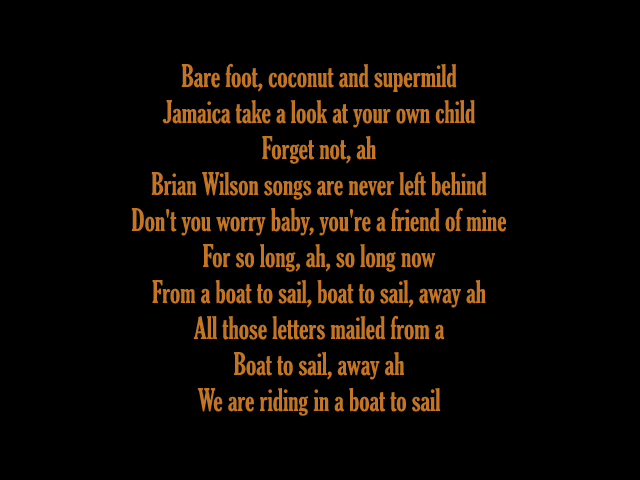 Bare foot, coconut and supermild
Jamaica take a look at your own child
Forget not, ah
Brian Wilson songs are never left behind
Don't you worry baby, you're a friend of mine
For so long, ah, so long now
From a boat to sail, boat to sail, away ah
All those letters mailed from a
Boat to sail, away ah
We are riding in a boat to sail